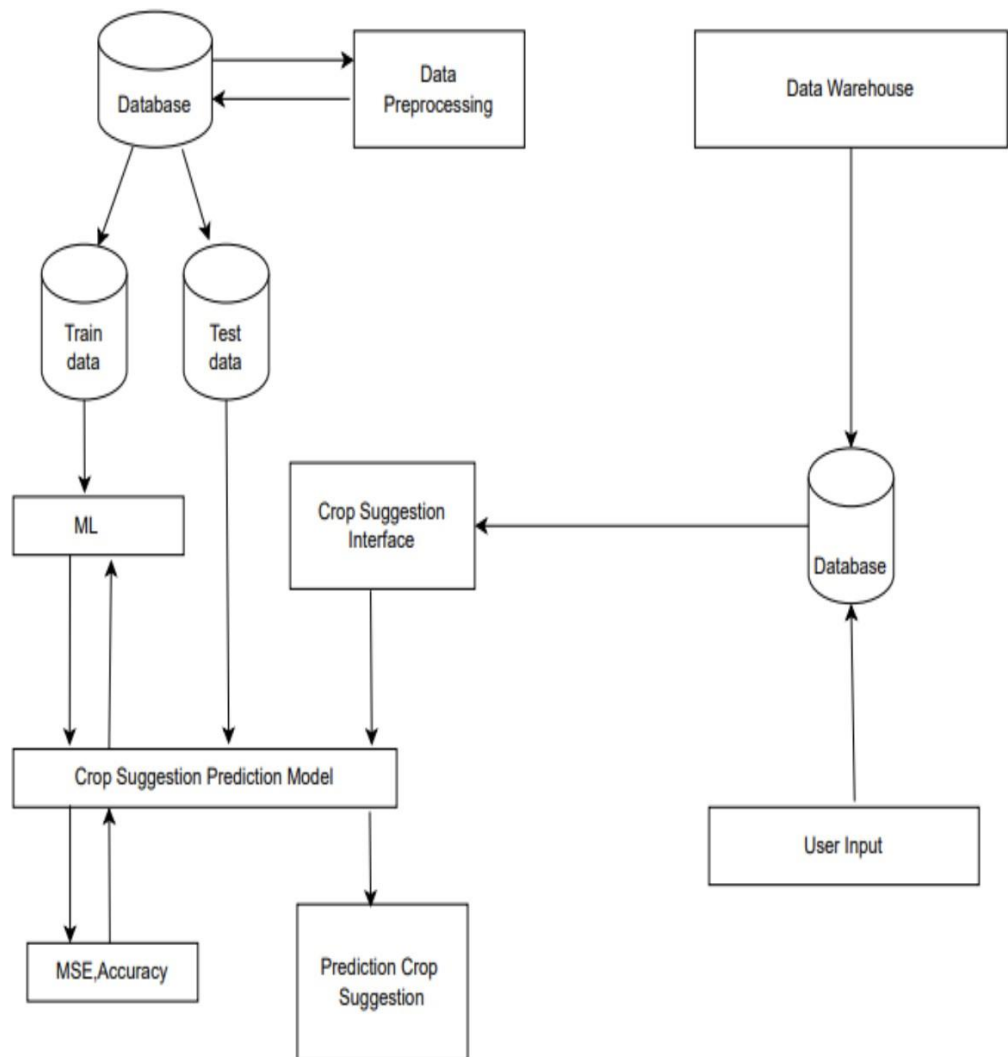 Database
Data
Preprocessing
Data Warehouse
Train
data
Test
data
ML
Crop Suggestion
Interface
Database
Crop Suggestion Prediction Model
User Input
MSE,Accuracy
Prediction Crop
Suggestion